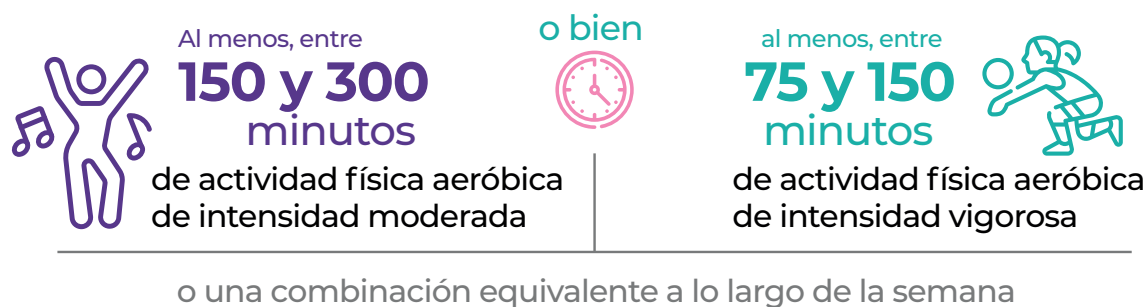 Al menos, entre
150 y 300
minutos
de actividad física aeróbica
de intensidad moderada
o bien
al menos, entre
75 y 150
minutos
de actividad física aeróbica
de intensidad vigorosa
o una combinación equivalente a lo largo de la semana